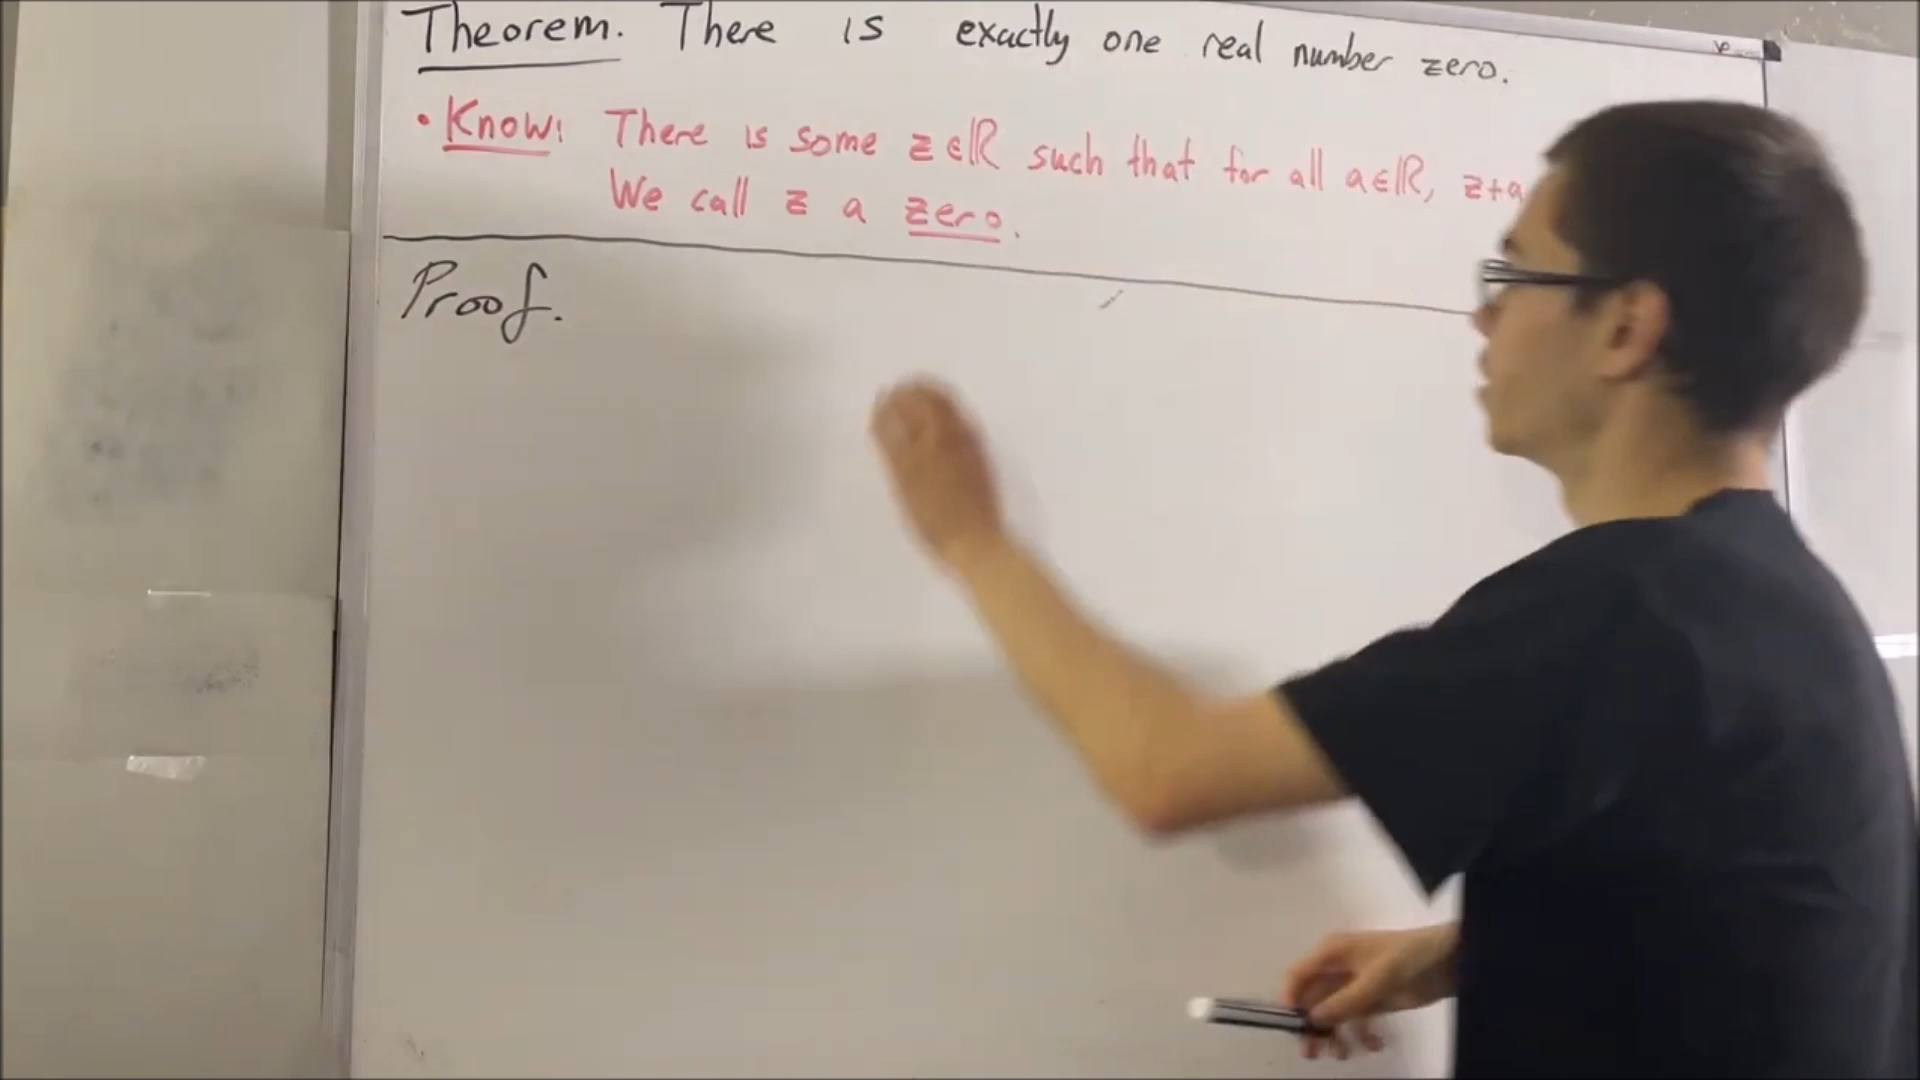 Theorem. There is exactly one real number zero.
• Know: There is some z∈ℝ such that for all a∈ℝ, z+a
We call z a zero.
Proof.